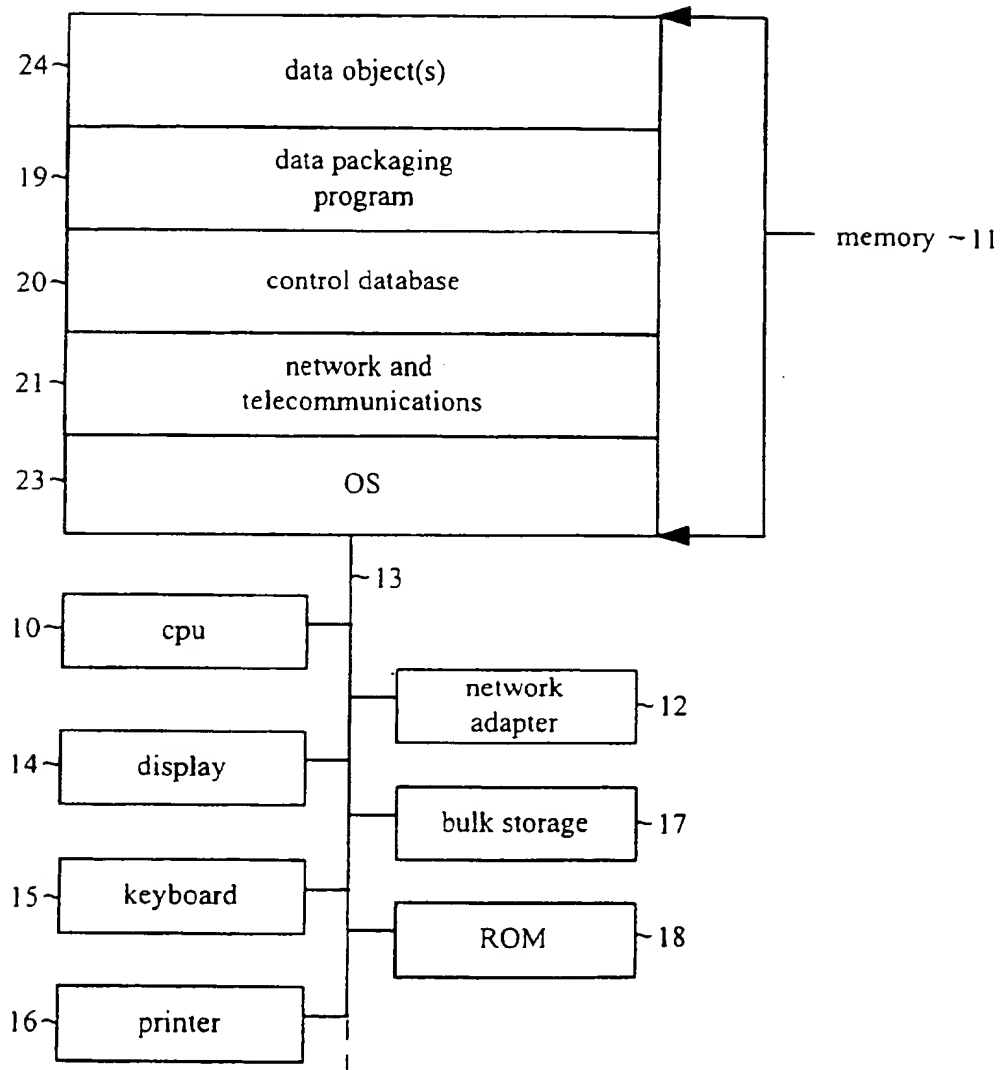 24~ data object(s)
19~ data packaging
program
memory ~11
20~ control database
21~ network and
telecommunications
23~ OS
~13
10~ cpu
network
adapter ~12
14~ display
bulk storage ~17
15~ keyboard
ROM ~18
16~ printer